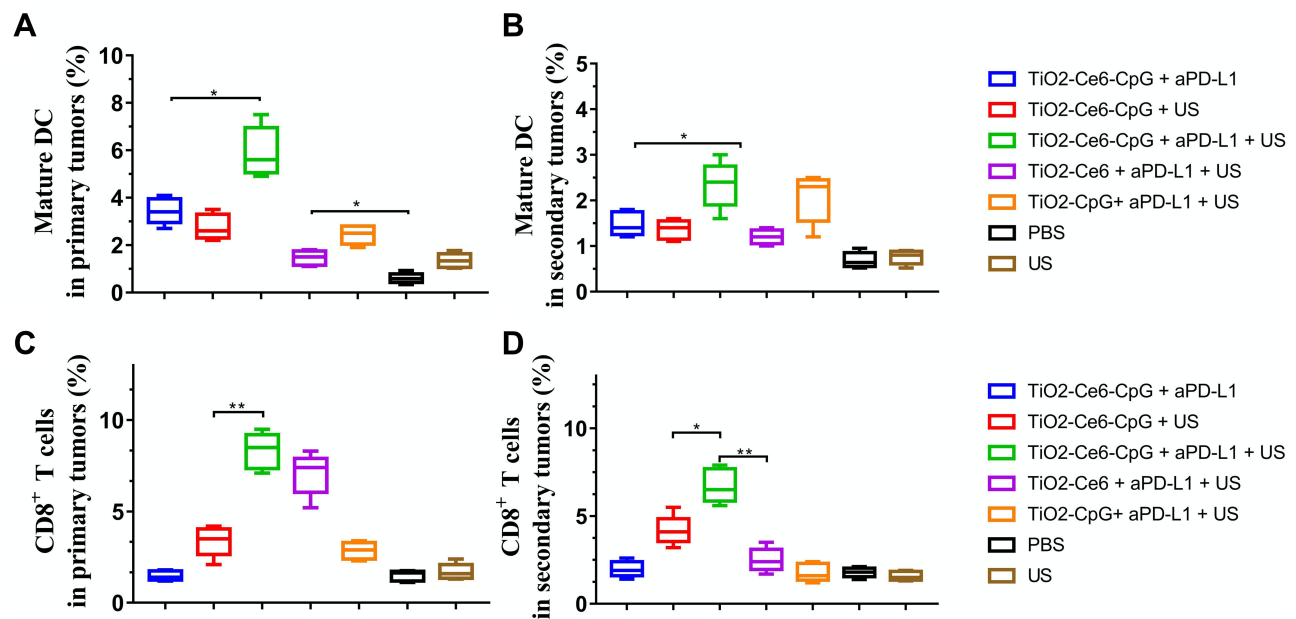 A
Mature DC
in primary tumors (%)
10
8
6
4
2
0
*
*
B
Mature DC
in secondary tumors (%)
5
4
3
2
1
0
*
TiO2-Ce6-CpG + aPD-L1
TiO2-Ce6-CpG + US
TiO2-Ce6-CpG + aPD-L1 + US
TiO2-Ce6 + aPD-L1 + US
TiO2-CpG+ aPD-L1 + US
PBS
US
C
CD8⁺ T cells
in primary tumors (%)
10
5
0
**
D
CD8⁺ T cells
in secondary tumors (%)
10
5
0
*
**
TiO2-Ce6-CpG + aPD-L1
TiO2-Ce6-CpG + US
TiO2-Ce6-CpG + aPD-L1 + US
TiO2-Ce6 + aPD-L1 + US
TiO2-CpG+ aPD-L1 + US
PBS
US